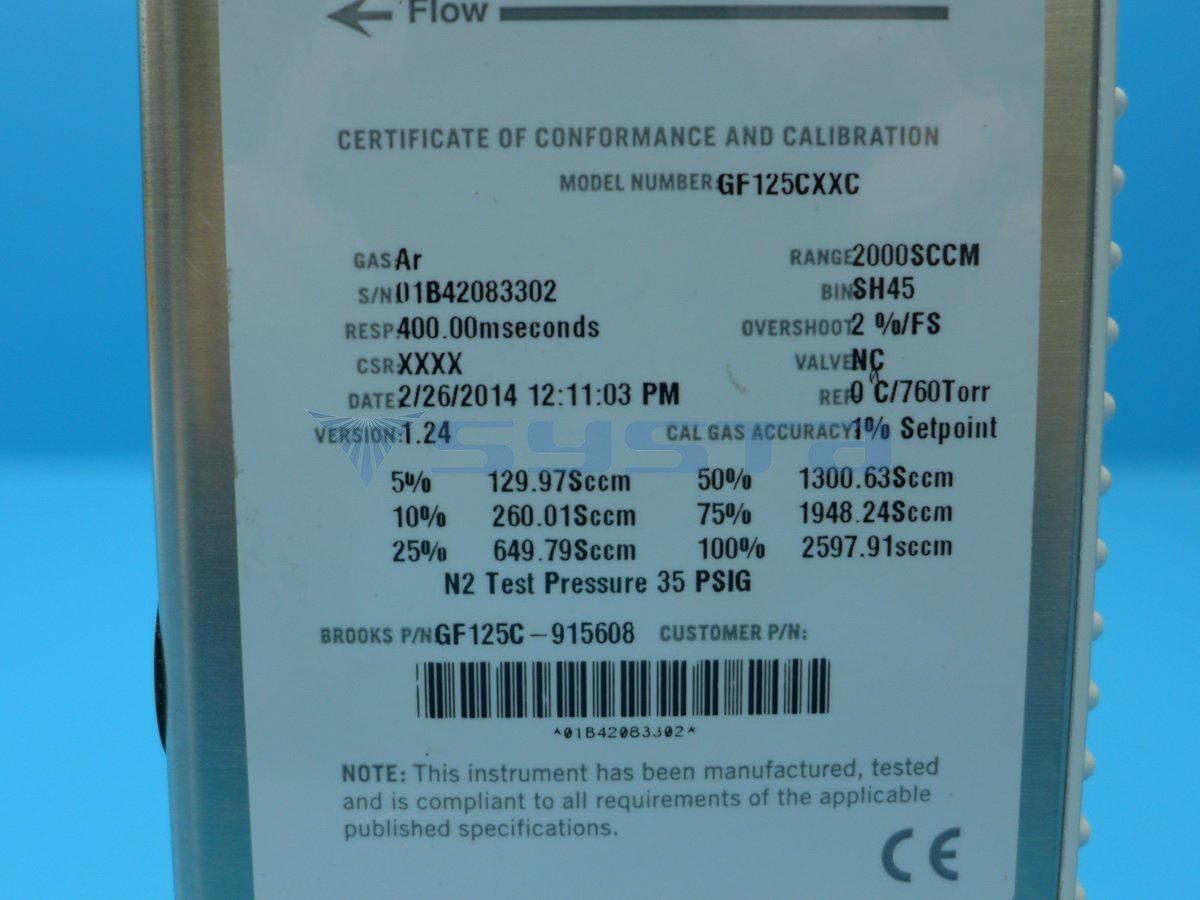 Flow
CERTIFICATE OF CONFORMANCE AND CALIBRATION
MODEL NUMBER: GF125CXXC
GAS: Ar RANGE 2000SCCM
S/N: 01B42083302 BIN SH45
RESP: 400.00mseconds OVERSHOOT 2 %/FS
CSR: XXXX VALVE NC
DATE: 2/26/2014 12:11:03 PM REF 0 C/760Torr
VERSION: 1.24 CAL GAS ACCURACY 1% Setpoint
SYSTA
5% 129.97Sccm 50% 1300.63Sccm
10% 260.01Sccm 75% 1948.24Sccm
25% 649.79Sccm 100% 2597.91sccm
N2 Test Pressure 35 PSIG
BROOKS P/N GF125C-915608 CUSTOMER P/N:
*01B42083302*
NOTE: This instrument has been manufactured, tested
and is compliant to all requirements of the applicable
published specifications.
CE